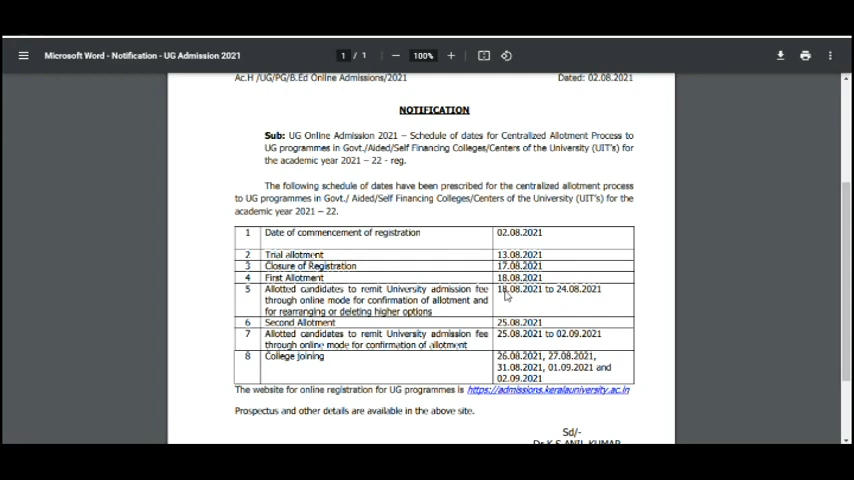 Microsoft Word - Notification - UG Admission 2021
1 / 1
100%
Ac.H /UG/PG/B.Ed Online Admissions/2021 Dated: 02.08.2021
NOTIFICATION
Sub: UG Online Admission 2021 – Schedule of dates for Centralized Allotment Process to
UG programmes in Govt./Aided/Self Financing Colleges/Centers of the University (UIT's) for
the academic year 2021 – 22 - reg.
The following schedule of dates have been prescribed for the centralized allotment process
to UG programmes in Govt./ Aided/Self Financing Colleges/Centers of the University (UIT's) for the
academic year 2021 – 22.
1 Date of commencement of registration 02.08.2021
2 Trial allotment 13.08.2021
3 Closure of Registration 17.08.2021
4 First Allotment 18.08.2021
5 Allotted candidates to remit University admission fee 18.08.2021 to 24.08.2021
through online mode for confirmation of allotment and
for rearranging or deleting higher options
6 Second Allotment 25.08.2021
7 Allotted candidates to remit University admission fee 25.08.2021 to 02.09.2021
through online mode for confirmation of allotment
8 College joining 26.08.2021, 27.08.2021,
31.08.2021, 01.09.2021 and
02.09.2021
The website for online registration for UG programmes is https://admissions.keralauniversity.ac.in
Prospectus and other details are available in the above site.
Sd/-
Dr.K.S.ANIL KUMAR